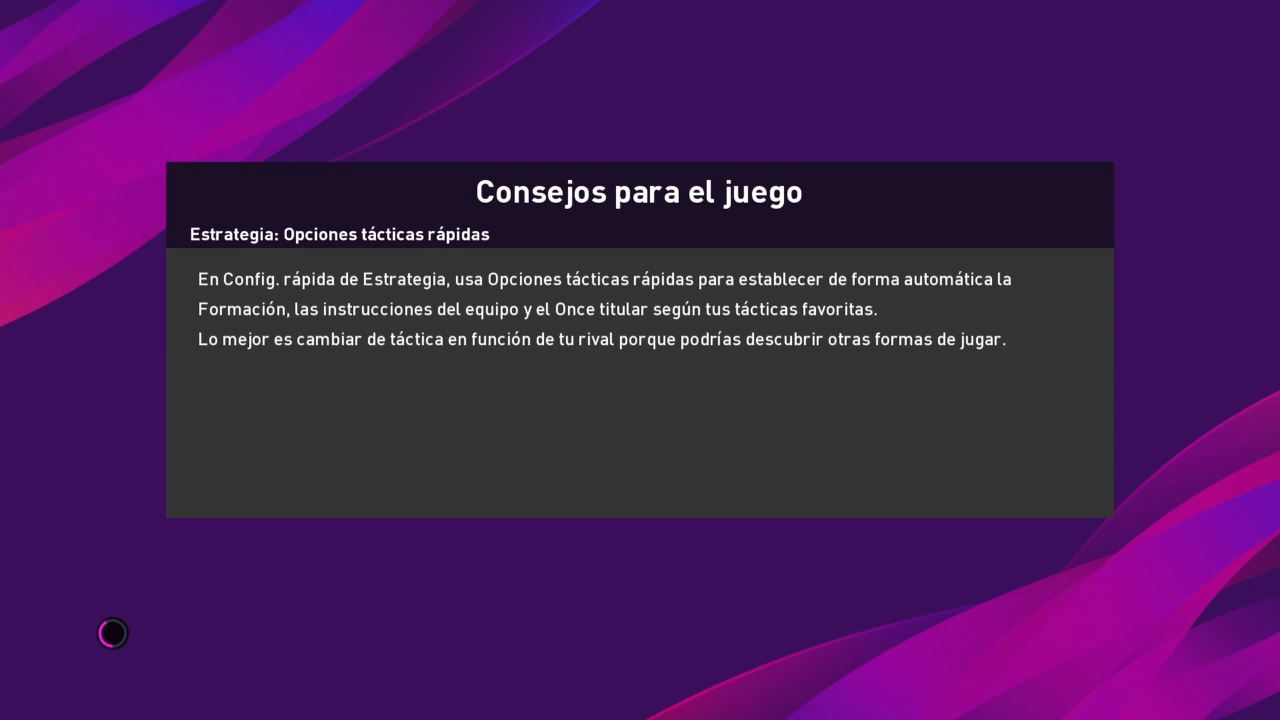 Consejos para el juego
Estrategia: Opciones tácticas rápidas
En Config. rápida de Estrategia, usa Opciones tácticas rápidas para establecer de forma automática la
Formación, las instrucciones del equipo y el Once titular según tus tácticas favoritas.
Lo mejor es cambiar de táctica en función de tu rival porque podrías descubrir otras formas de jugar.